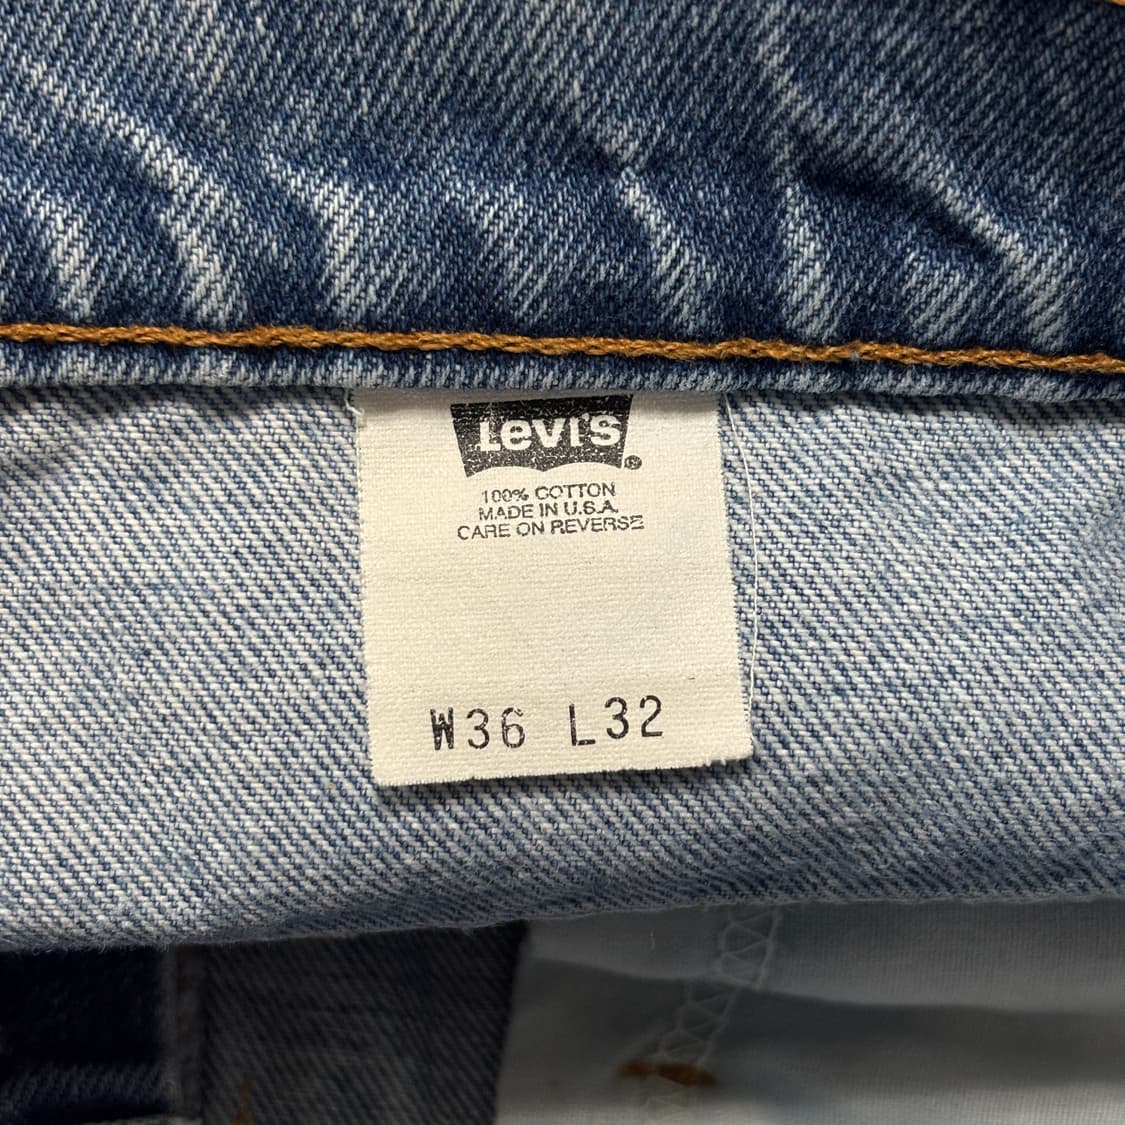 Levi's®
100% COTTON
MADE IN U.S.A.
CARE ON REVERSE
W36 L32